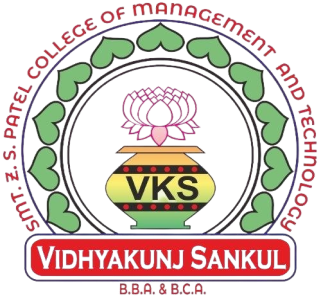 SMT. Z. S. PATEL COLLEGE OF MANAGEMENT AND TECHNOLOGY
VKS
VIDHYAKUNJ SANKUL
B.B.A. & B.C.A.